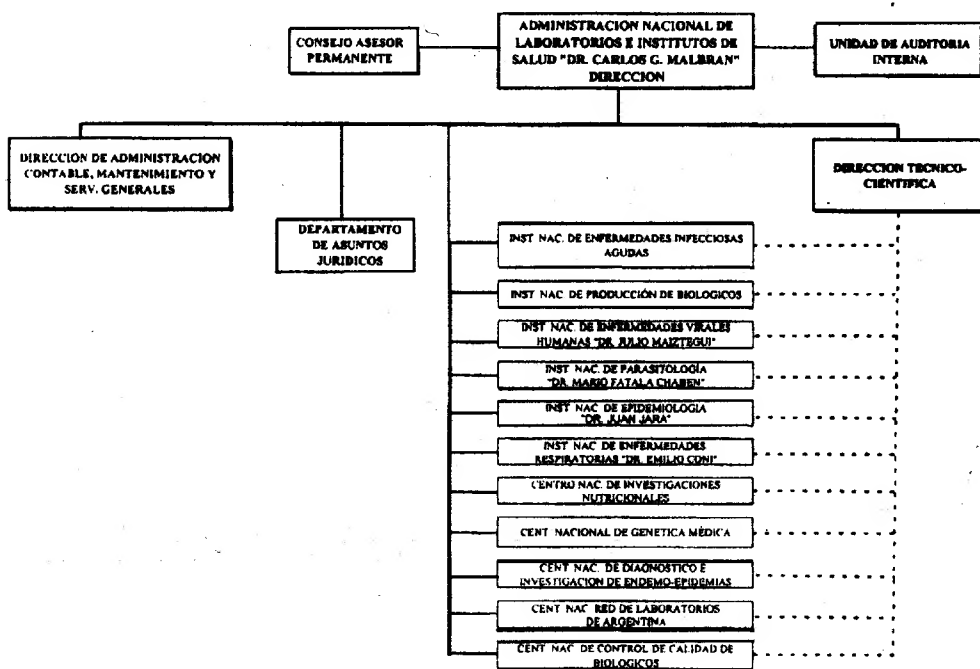 ADMINISTRACION NACIONAL DE
LABORATORIOS E INSTITUTOS DE
SALUD "DR. CARLOS G. MALBRAN"
DIRECCION
CONSEJO ASESOR
PERMANENTE
UNIDAD DE AUDITORIA
INTERNA
DIRECCION DE ADMINISTRACION
CONTABLE, MANTENIMIENTO Y
SERV. GENERALES
DEPARTAMENTO
DE ASUNTOS
JURIDICOS
DIRECCION TECNICO-
CIENTIFICA
INST NAC. DE ENFERMEDADES INFECCIOSAS
AGUDAS
INST NAC. DE PRODUCCIÓN DE BIOLOGICOS
INST NAC. DE ENFERMEDADES VIRALES
HUMANAS "DR. JULIO MAIZTEGUI"
INST NAC. DE PARASITOLOGÍA
"DR. MARIO FATALA CHABEN"
INST NAC. DE EPIDEMIOLOGIA
"DR. JUAN JARA"
INST NAC. DE ENFERMEDADES
RESPIRATORIAS "DR. EMILIO CONI"
CENTRO NAC. DE INVESTIGACIONES
NUTRICIONALES
CENT NACIONAL DE GENETICA MÉDICA
CENT NAC. DE DIAGNOSTICO E
INVESTIGACION DE ENDEMO-EPIDEMIAS
CENT NAC RED DE LABORATORIOS
DE ARGENTINA
CENT NAC. DE CONTROL DE CALIDAD DE
BIOLOGICOS